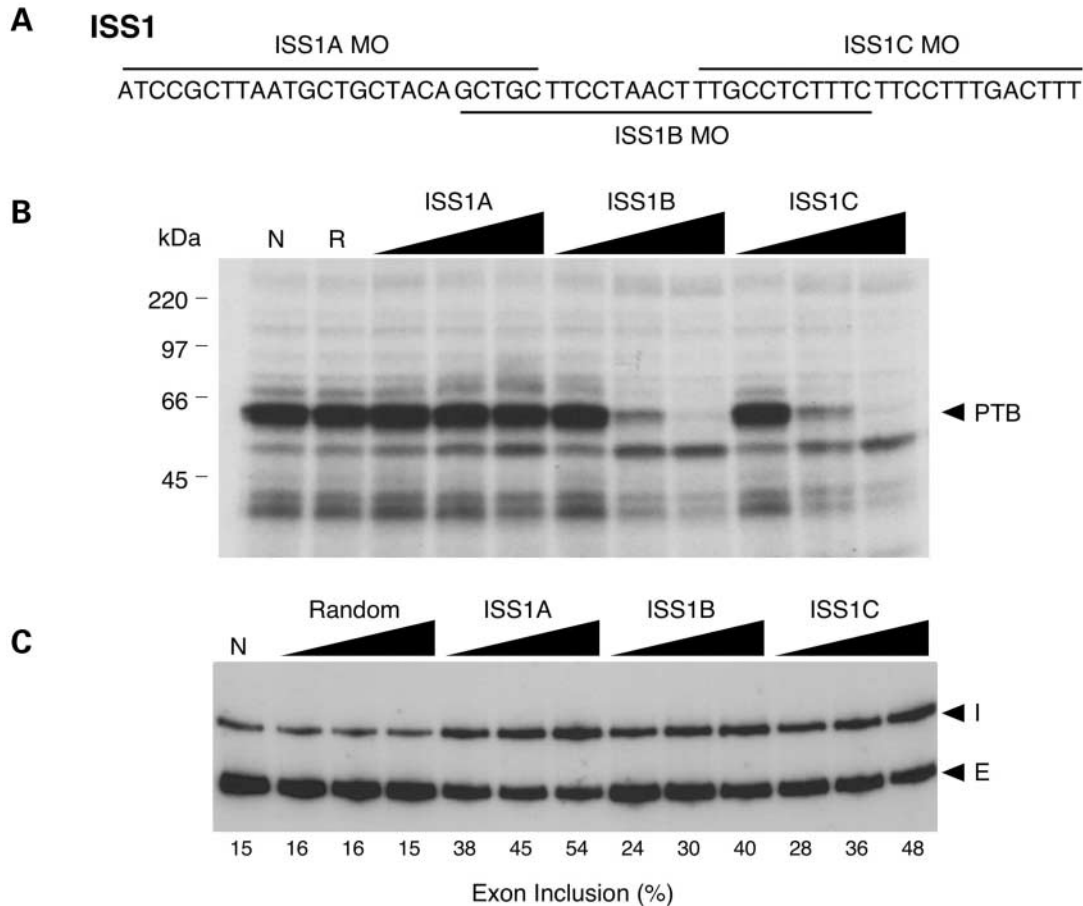 A
ISS1
ISS1A MO ISS1C MO
ATCCGCTTAATGCTGCTACAGCTGCTTCCTAACTTTGCCTCTTTCTTCCTTTGACTTT
ISS1B MO
B
ISS1A ISS1B ISS1C
kDa N R
220
97
66
45
PTB
C
Random ISS1A ISS1B ISS1C
N
I
E
15 16 16 15 38 45 54 24 30 40 28 36 48
Exon Inclusion (%)